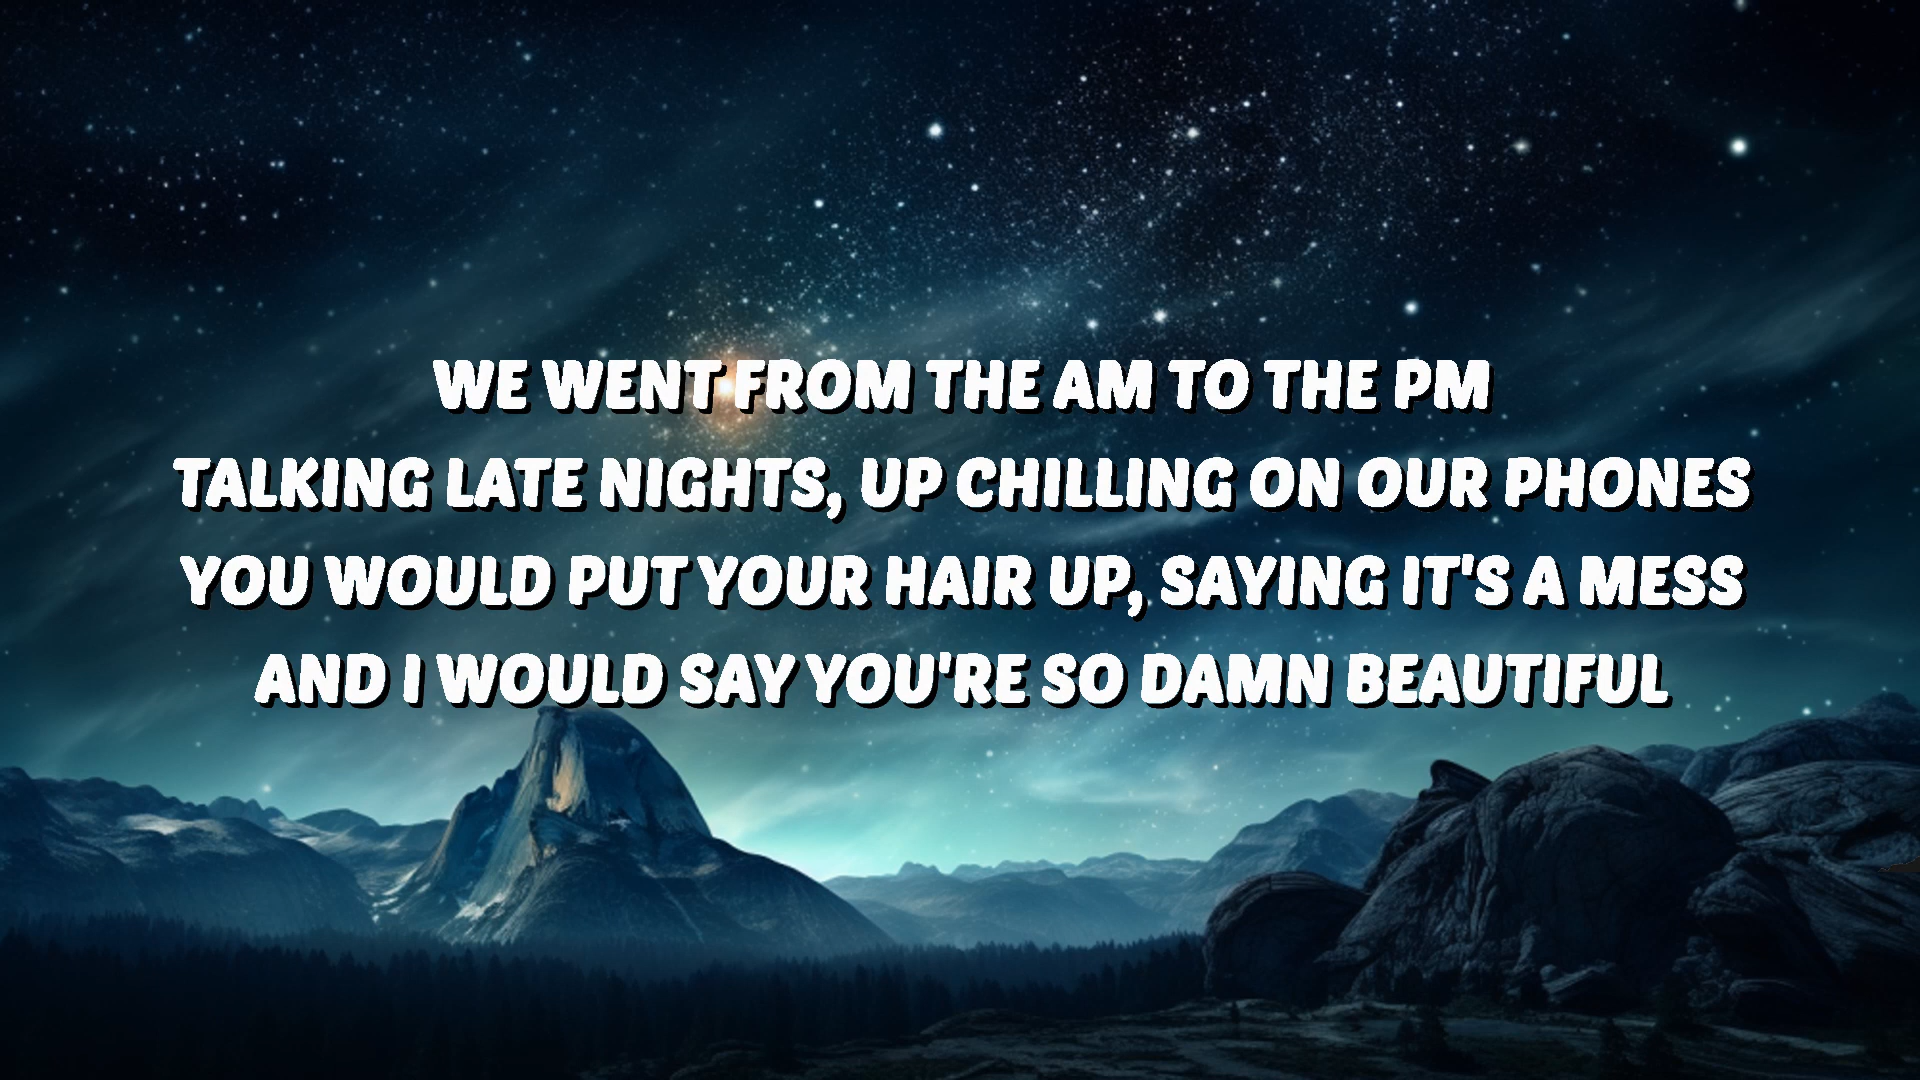 WE WENT FROM THE AM TO THE PM
TALKING LATE NIGHTS, UP CHILLING ON OUR PHONES
YOU WOULD PUT YOUR HAIR UP, SAYING IT'S A MESS
AND I WOULD SAY YOU'RE SO DAMN BEAUTIFUL